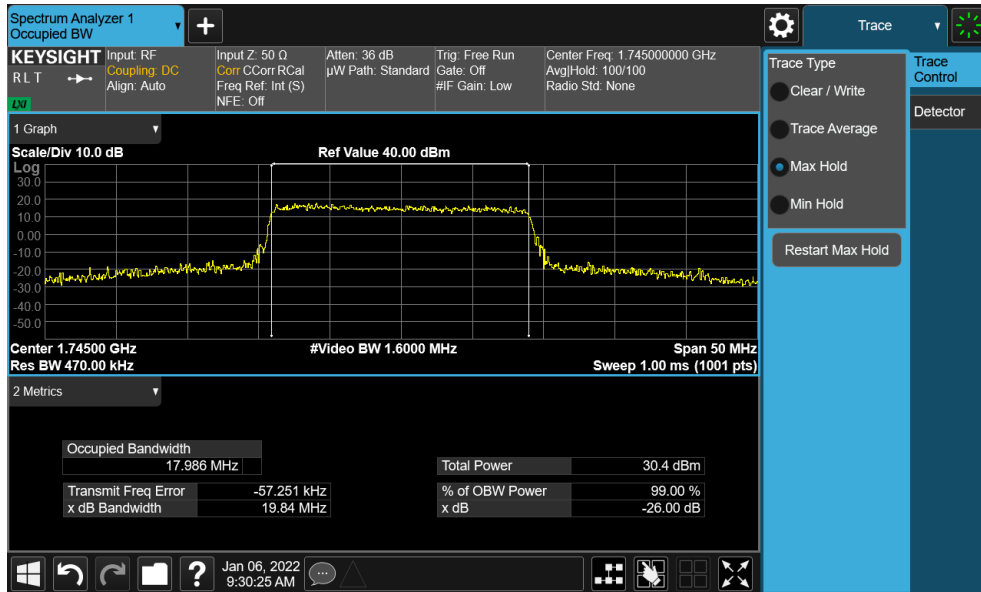 Spectrum Analyzer 1
Occupied BW
+
Trace
KEYSIGHT
R L T
LXI
Input: RF
Coupling: DC
Align: Auto
Input Z: 50 Ω
Corr CCorr RCal
Freq Ref: Int (S)
NFE: Off
Atten: 36 dB
µW Path: Standard
Trig: Free Run
Gate: Off
#IF Gain: Low
Center Freq: 1.745000000 GHz
Avg|Hold: 100/100
Radio Std: None
Trace Type
Clear / Write
Trace Average
Max Hold
Min Hold
Restart Max Hold
Trace
Control
Detector
1 Graph
Scale/Div 10.0 dB
Ref Value 40.00 dBm
Log
30.0
20.0
10.0
0.00
-10.0
-20.0
-30.0
-40.0
-50.0
Center 1.74500 GHz
#Video BW 1.6000 MHz
Span 50 MHz
Res BW 470.00 kHz
Sweep 1.00 ms (1001 pts)
2 Metrics
Occupied Bandwidth
17.986 MHz
Total Power 30.4 dBm
Transmit Freq Error -57.251 kHz
% of OBW Power 99.00 %
x dB Bandwidth 19.84 MHz
x dB -26.00 dB
?
Jan 06, 2022
9:30:25 AM